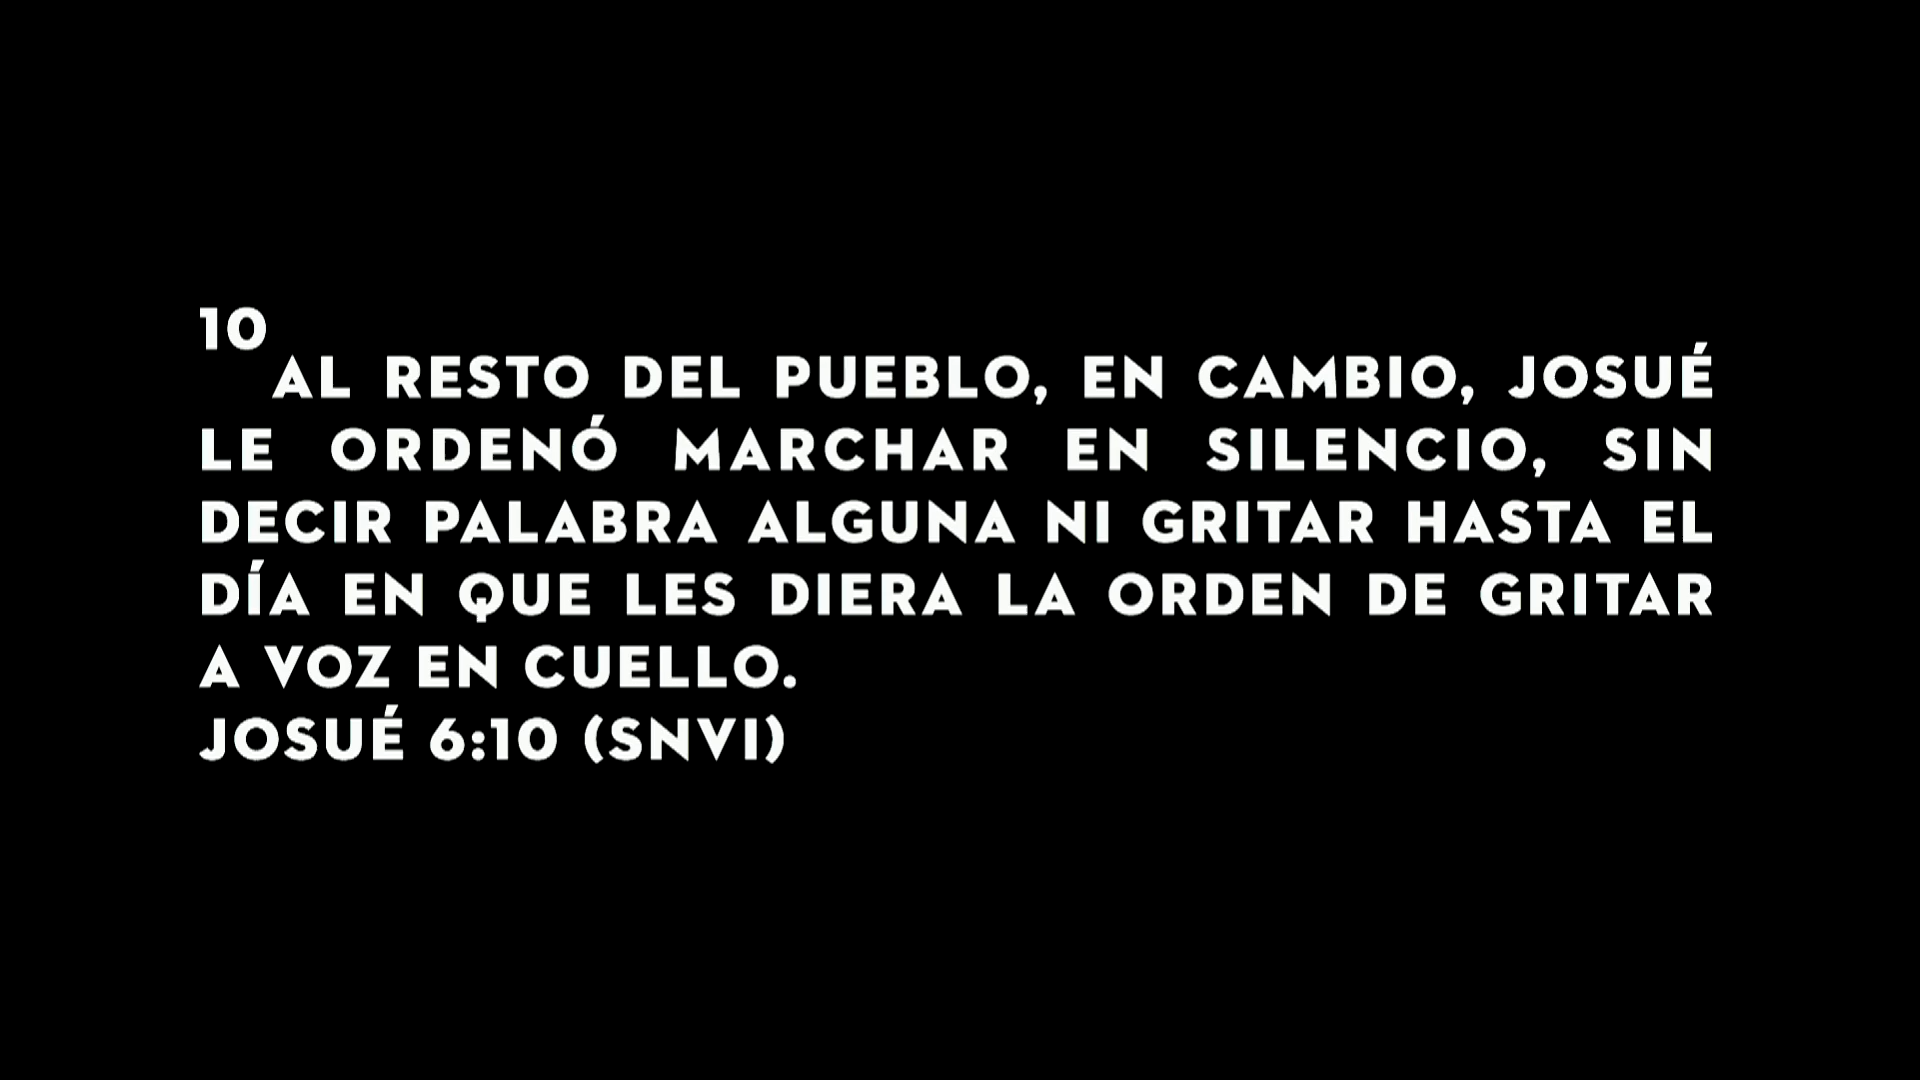 10
AL RESTO DEL PUEBLO, EN CAMBIO, JOSUÉ
LE ORDENÓ MARCHAR EN SILENCIO, SIN
DECIR PALABRA ALGUNA NI GRITAR HASTA EL
DÍA EN QUE LES DIERA LA ORDEN DE GRITAR
A VOZ EN CUELLO.
JOSUÉ 6:10 (SNVI)